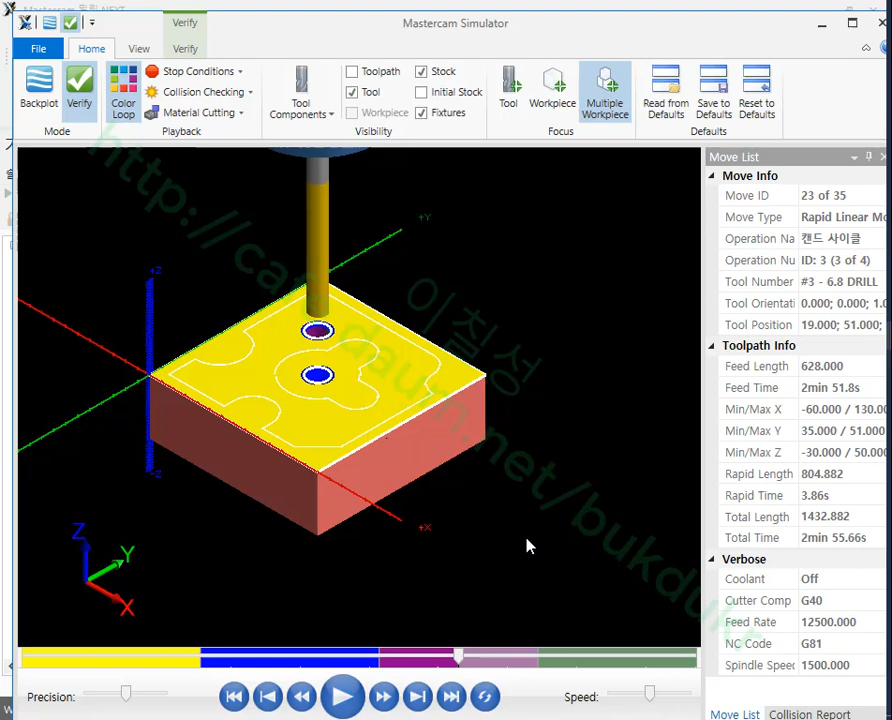 Verify
Mastercam Simulator
File
Home
View
Verify
Backplot
Verify
Mode
Color Loop
Stop Conditions
Collision Checking
Material Cutting
Playback
Tool Components
Toolpath
Tool
Workpiece
Stock
Initial Stock
Fixtures
Visibility
Tool
Workpiece
Multiple Workpiece
Focus
Read from Defaults
Save to Defaults
Reset to Defaults
Defaults
http://cafe.daum.net/bukdukr
이침성
+Y
+Z
-Z
+X
Z
Y
X
Move List
Move Info
Move ID 23 of 35
Move Type Rapid Linear Mo
Operation Na 캔드 사이클
Operation Nu ID: 3 (3 of 4)
Tool Number #3 - 6.8 DRILL
Tool Orientati 0.000; 0.000; 1.0
Tool Position 19.000; 51.000;
Toolpath Info
Feed Length 628.000
Feed Time 2min 51.8s
Min/Max X -60.000 / 130.0
Min/Max Y 35.000 / 51.000
Min/Max Z -30.000 / 50.000
Rapid Length 804.882
Rapid Time 3.86s
Total Length 1432.882
Total Time 2min 55.66s
Verbose
Coolant Off
Cutter Comp G40
Feed Rate 12500.000
NC Code G81
Spindle Speed 1500.000
Precision:
Speed:
Move List
Collision Report